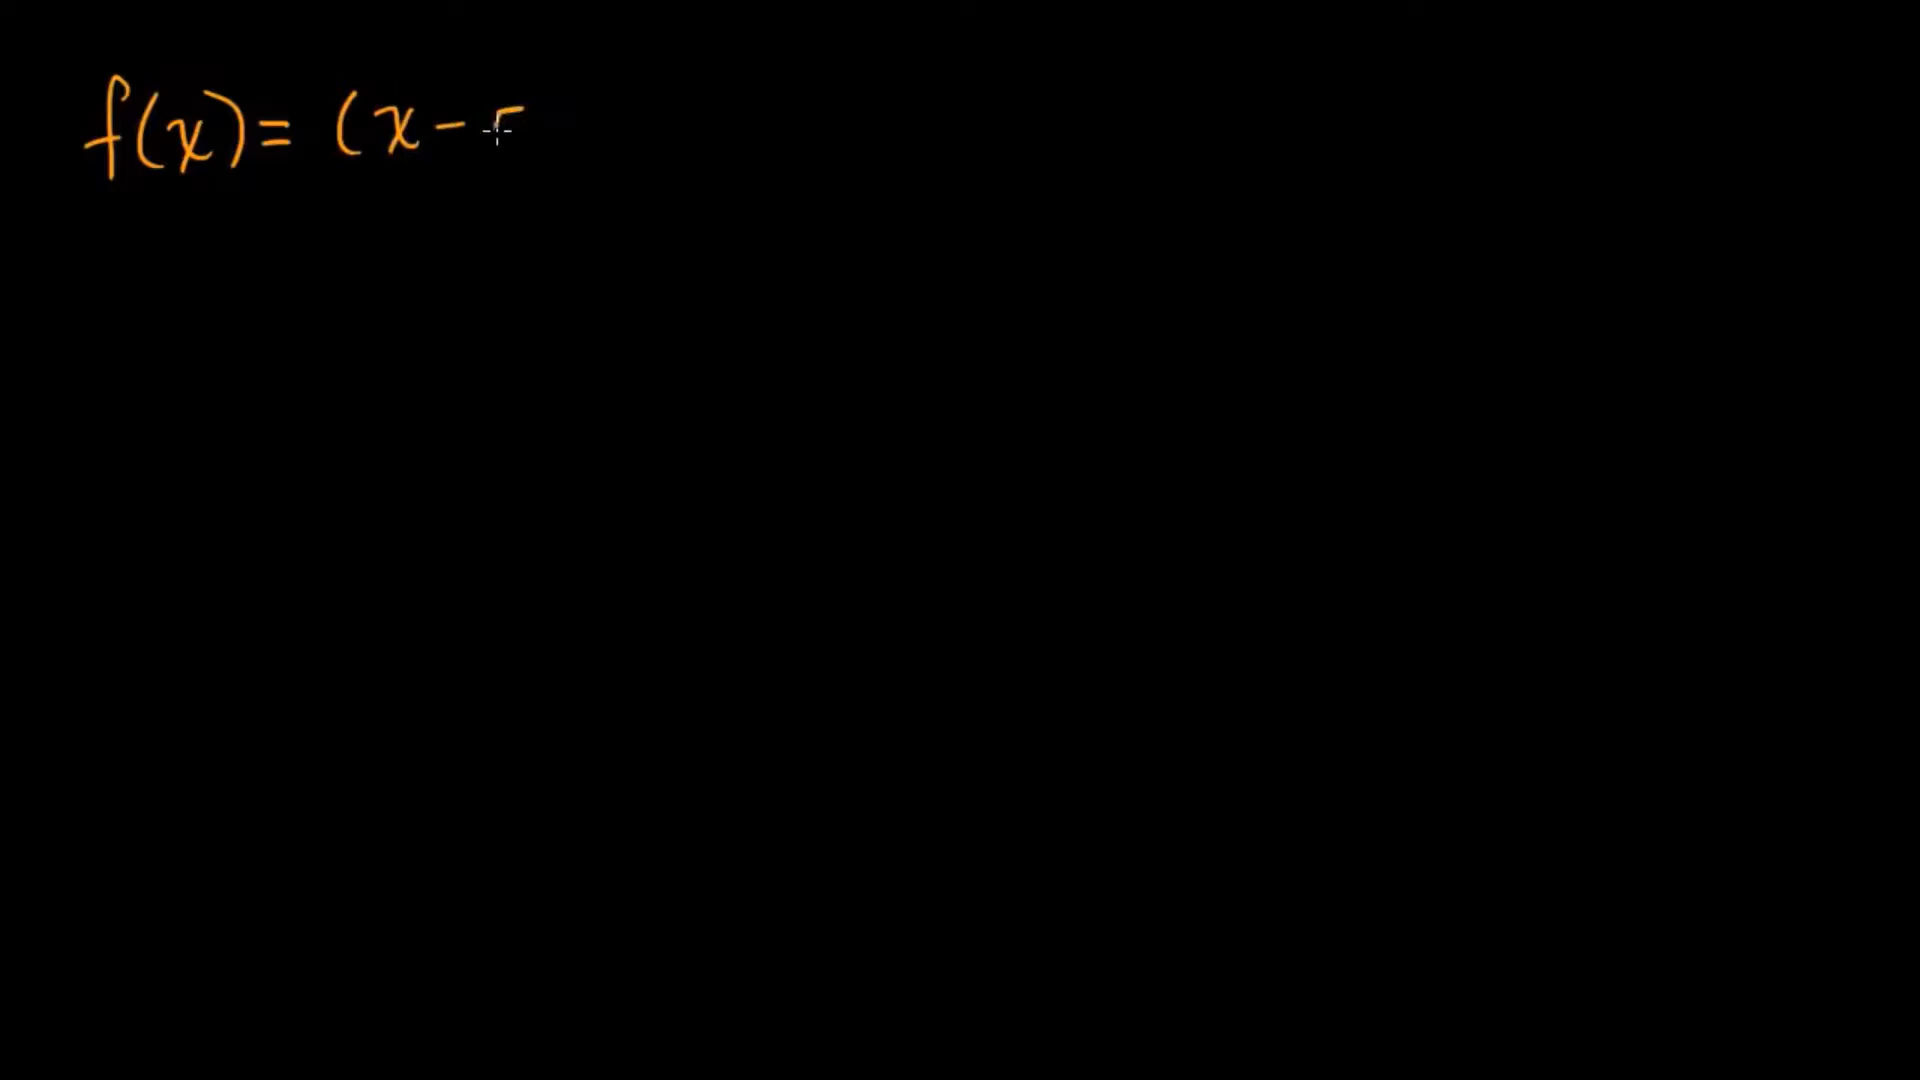 f(x) = (x -